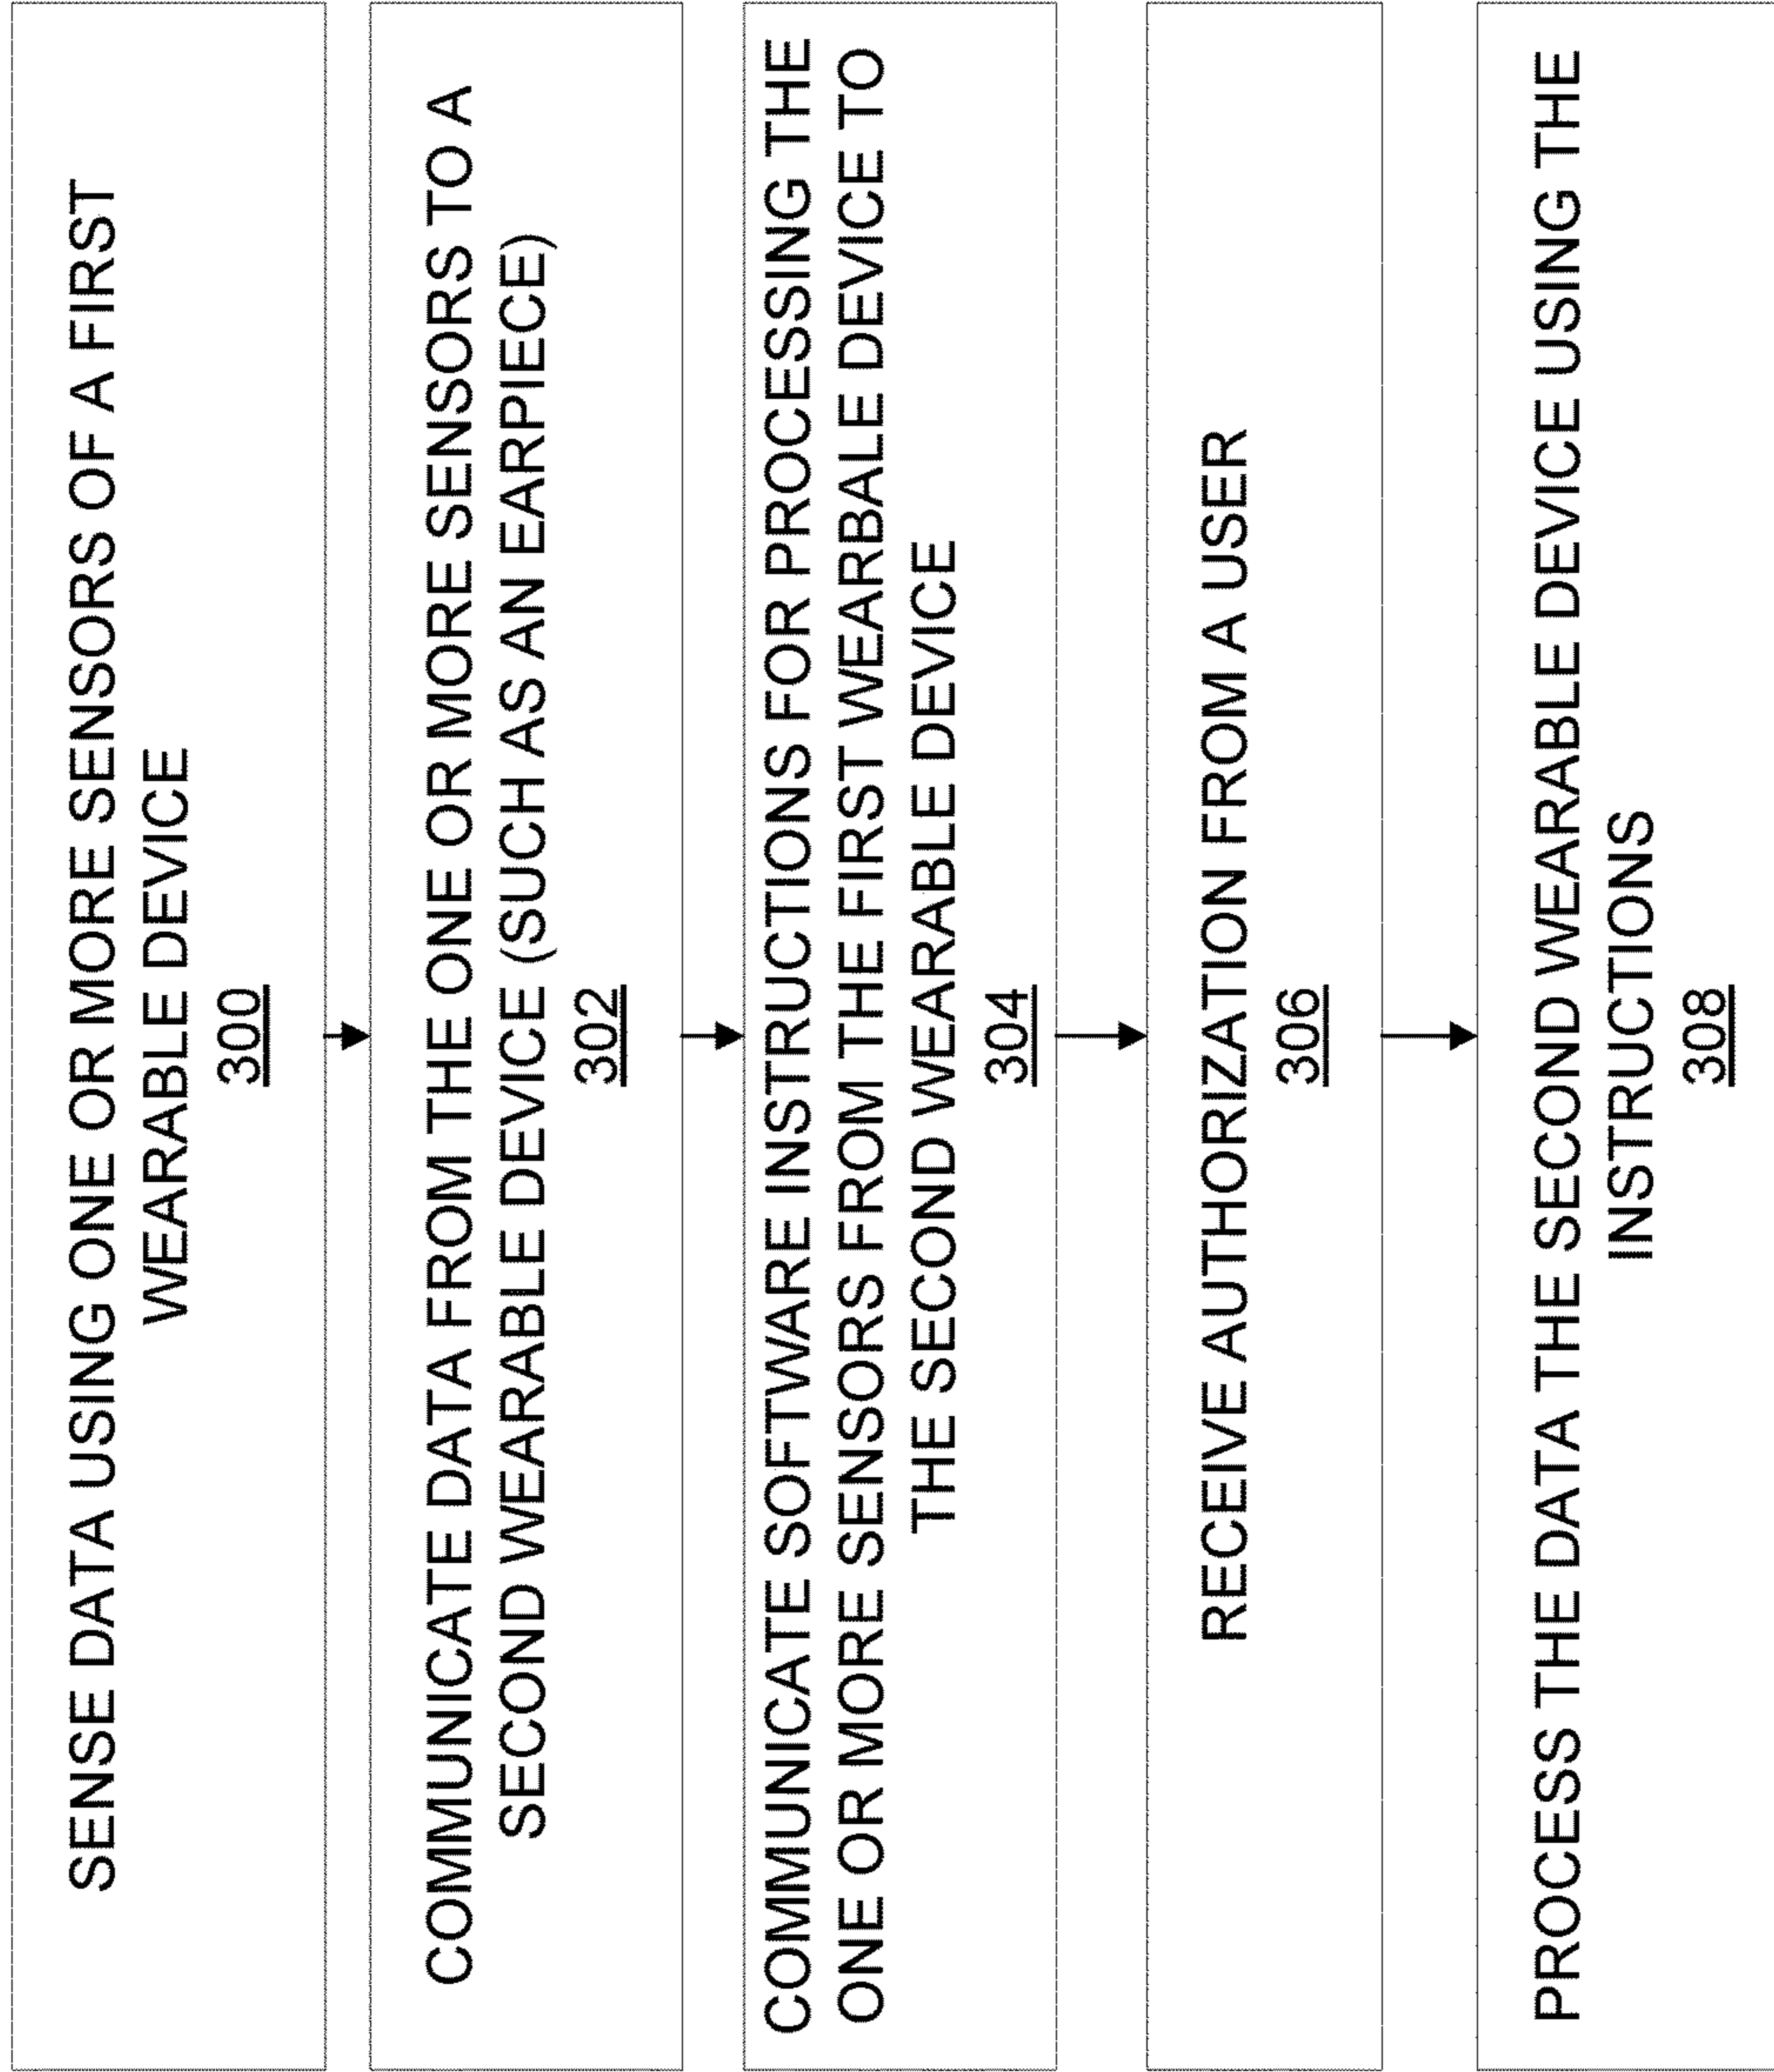 SENSE DATA USING ONE OR MORE SENSORS OF A FIRST
WEARABLE DEVICE
300
COMMUNICATE DATA FROM THE ONE OR MORE SENSORS TO A
SECOND WEARABLE DEVICE (SUCH AS AN EARPIECE)
302
COMMUNICATE SOFTWARE INSTRUCTIONS FOR PROCESSING THE
ONE OR MORE SENSORS FROM THE FIRST WEARBALE DEVICE TO
THE SECOND WEARABLE DEVICE
304
RECEIVE AUTHORIZATION FROM A USER
306
PROCESS THE DATA THE SECOND WEARABLE DEVICE USING THE
INSTRUCTIONS
308